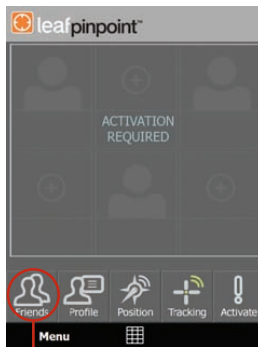 leafpinpoint™
ACTIVATION
REQUIRED
Friends Profile Position Tracking Activate
Menu